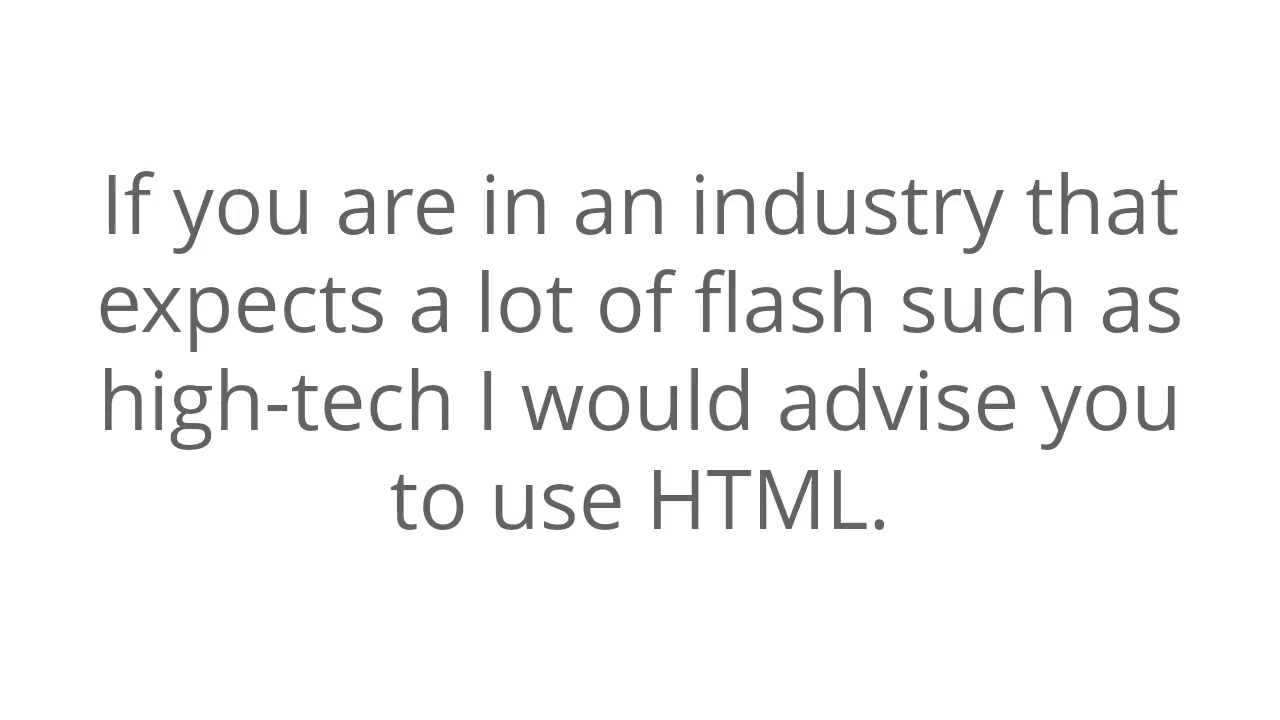 If you are in an industry that
expects a lot of flash such as
high-tech I would advise you
to use HTML.